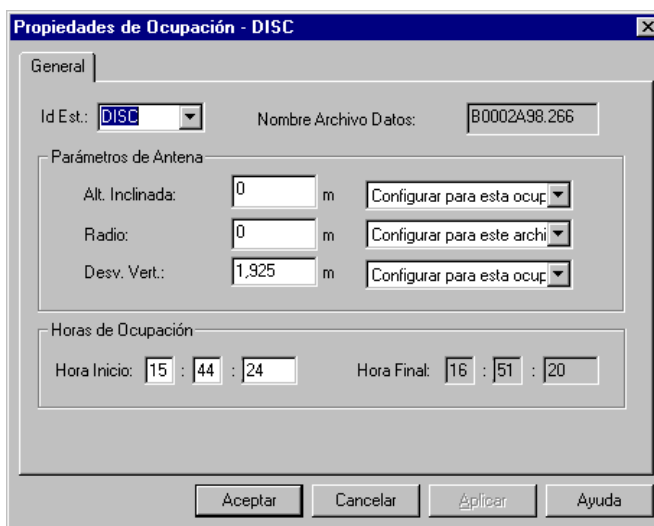 Propiedades de Ocupación - DISC
General
Id Est.: DISC Nombre Archivo Datos: B0002A98.266
Parámetros de Antena
Alt. Inclinada: 0 m Configurar para esta ocup
Radio: 0 m Configurar para este archi
Desv. Vert.: 1,925 m Configurar para esta ocup
Horas de Ocupación
Hora Inicio: 15 : 44 : 24 Hora Final: 16 : 51 : 20
Aceptar Cancelar Aplicar Ayuda